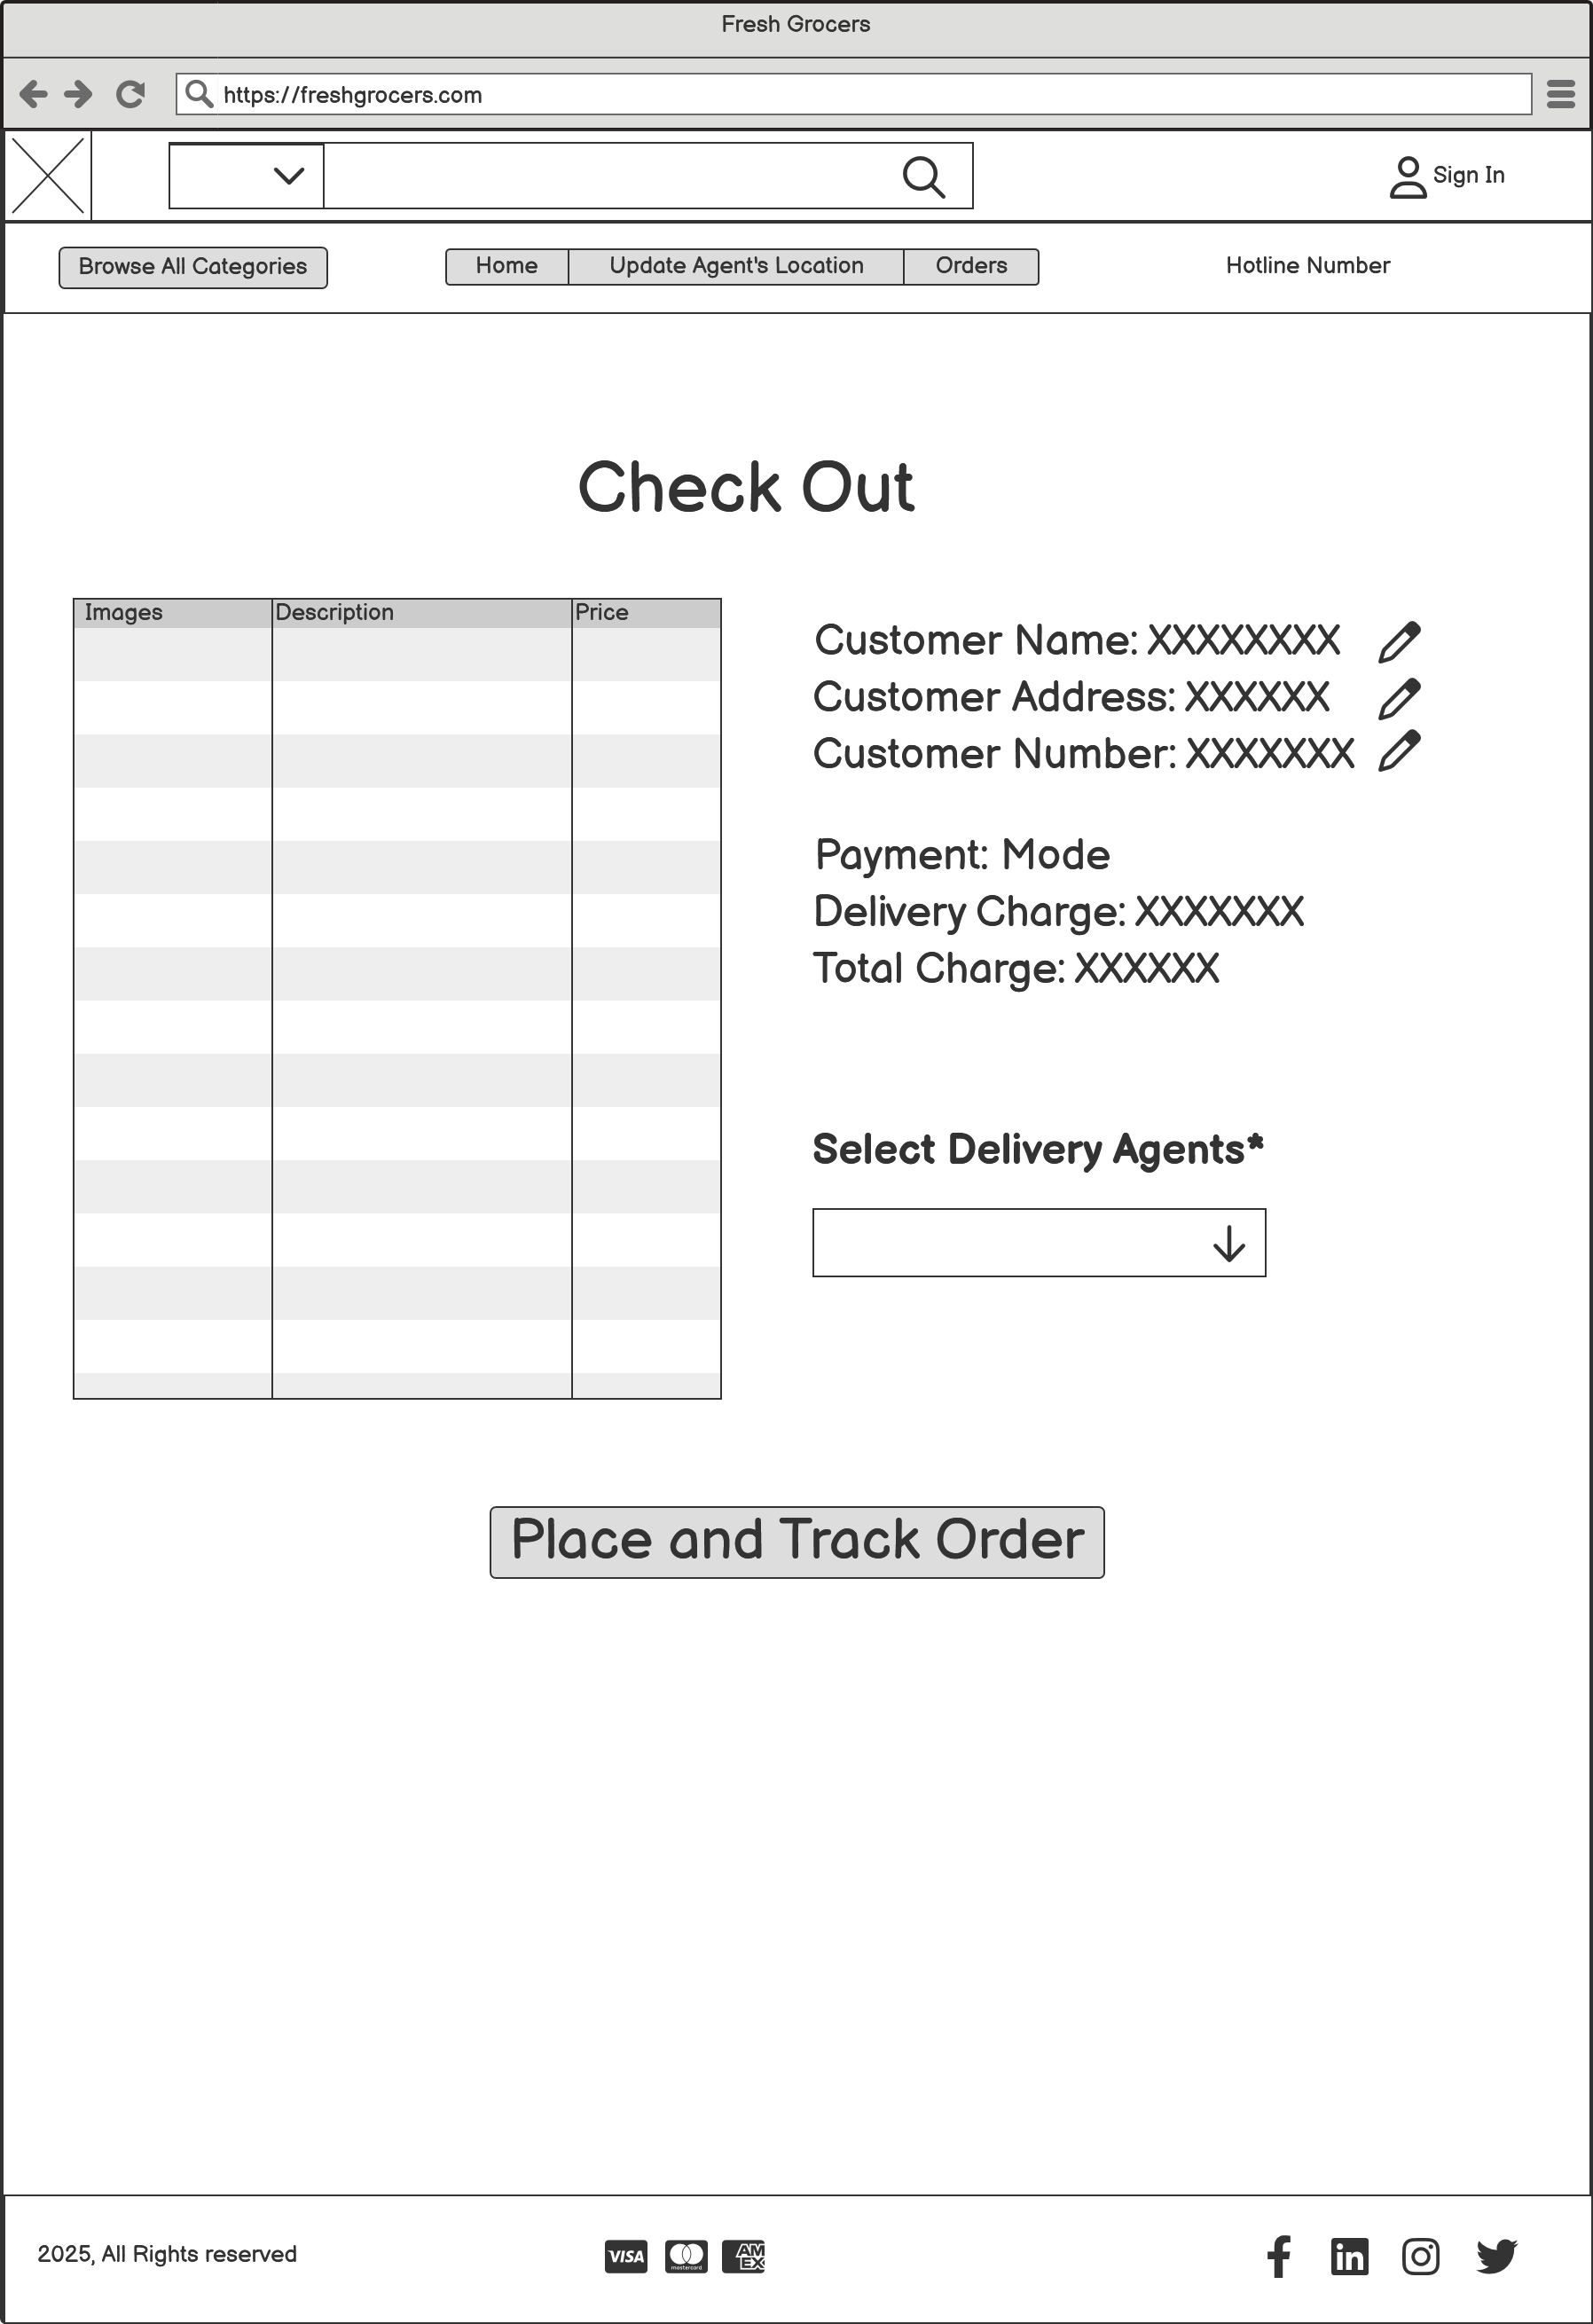 Fresh Grocers
https://freshgrocers.com
Sign In
Browse All Categories
Home
Update Agent's Location
Orders
Hotline Number
Check Out
Images
Description
Price
Customer Name: XXXXXXXX
Customer Address: XXXXXX
Customer Number: XXXXXXX
Payment: Mode
Delivery Charge: XXXXXXX
Total Charge: XXXXXX
Select Delivery Agents*
Place and Track Order
2025, All Rights reserved
VISA
mastercard
AM
EX
in